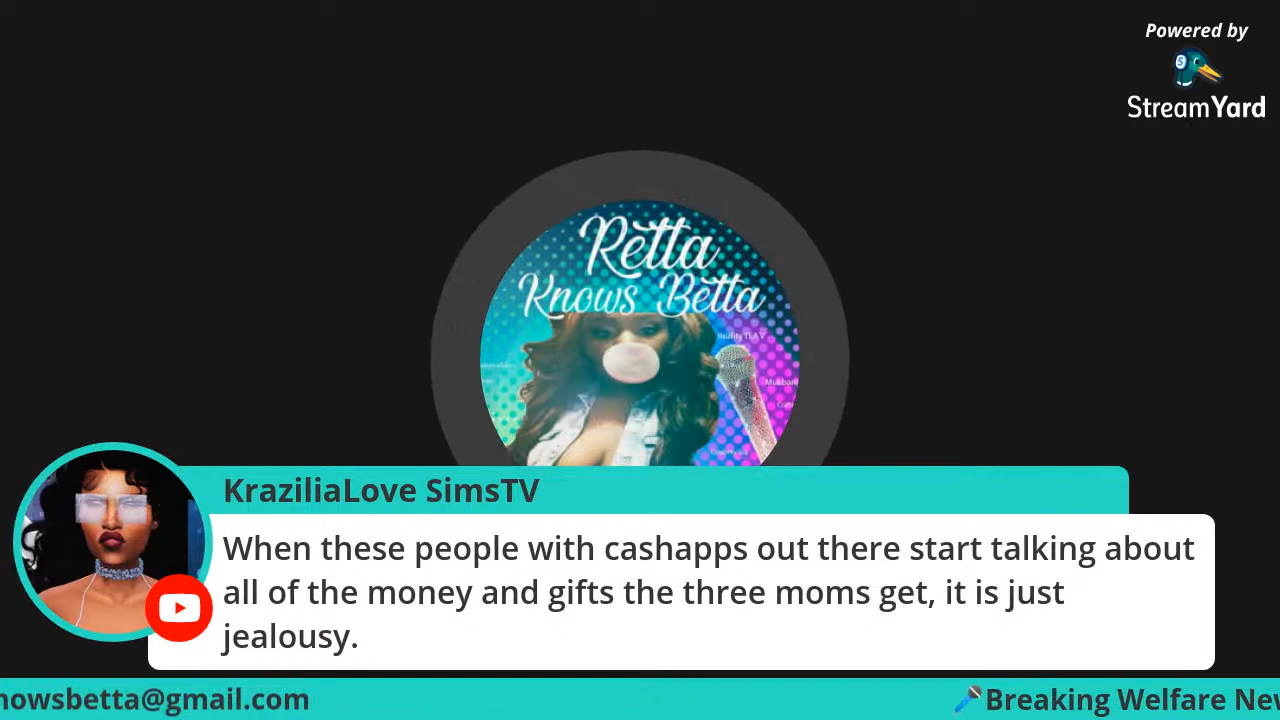 Powered by
StreamYard
Retta
Knows Betta
Reality TEA V
KraziliaLove SimsTV
When these people with cashapps out there start talking about
all of the money and gifts the three moms get, it is just
jealousy.
nowsbetta@gmail.com 🎤Breaking Welfare New